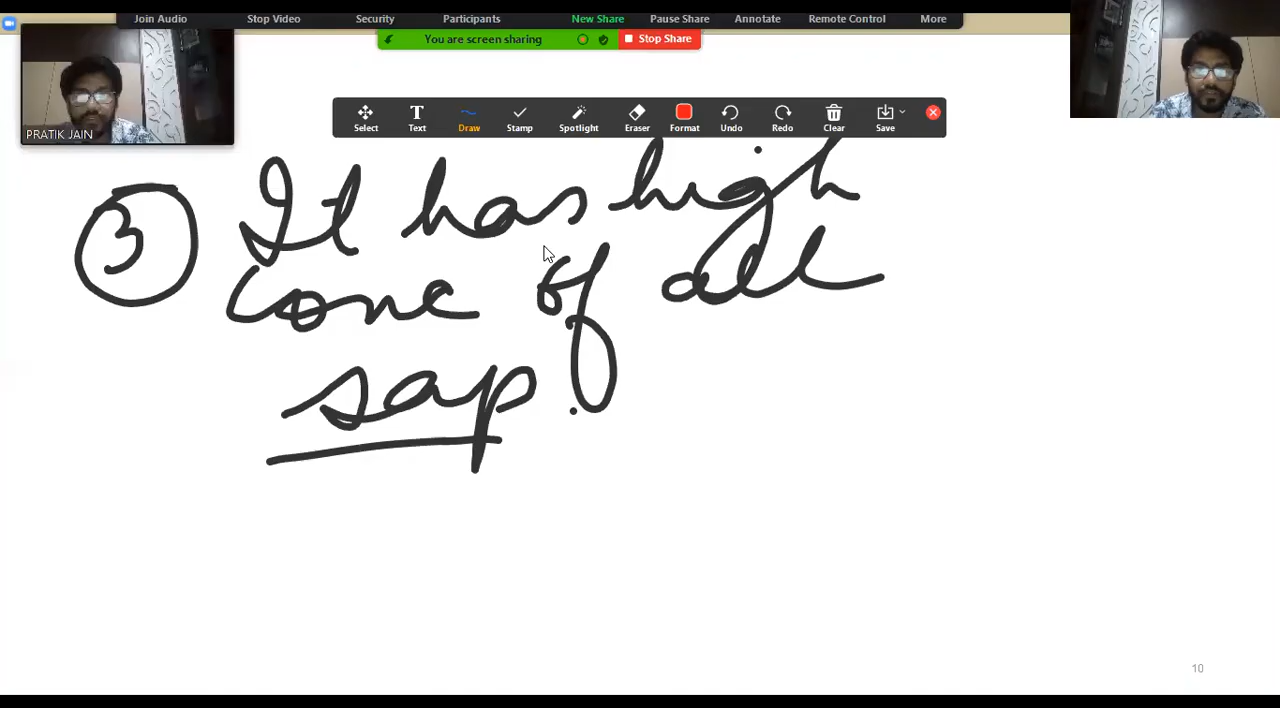 Join Audio Stop Video Security Participants New Share Pause Share Annotate Remote Control More
You are screen sharing Stop Share
Select Text Draw Stamp Spotlight Eraser Format Undo Redo Clear Save
PRATIK JAIN
3 It has high
conc of all
sap.
10